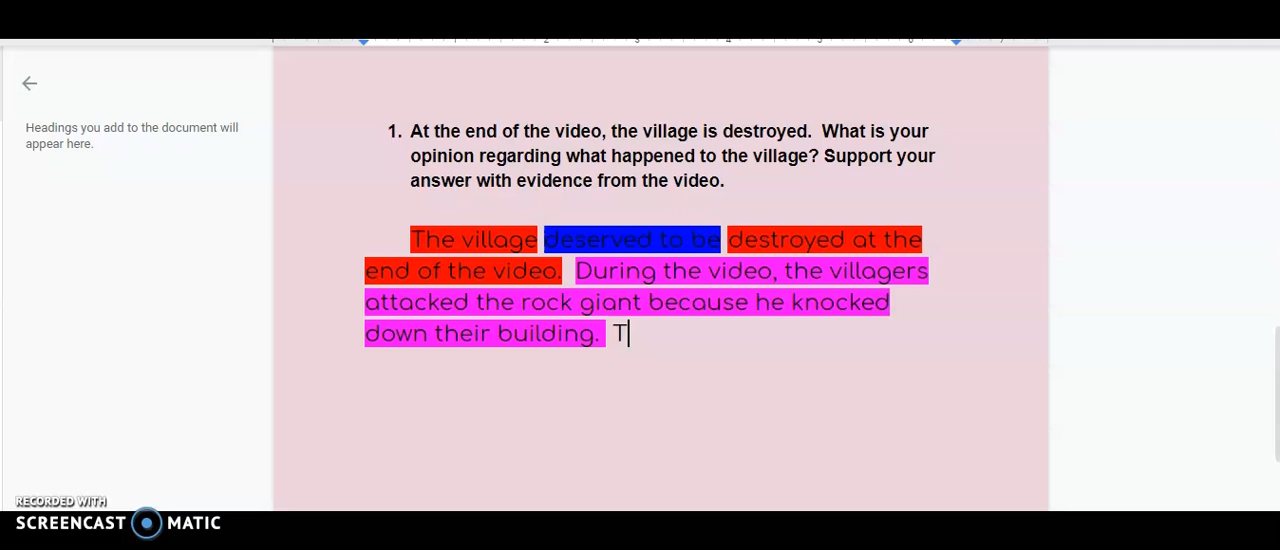 Headings you add to the document will
appear here.
1. At the end of the video, the village is destroyed.  What is your
opinion regarding what happened to the village? Support your
answer with evidence from the video.
The village deserved to be destroyed at the
end of the video.  During the video, the villagers
attacked the rock giant because he knocked
down their building.  T
RECORDED WITH
SCREENCAST MATIC